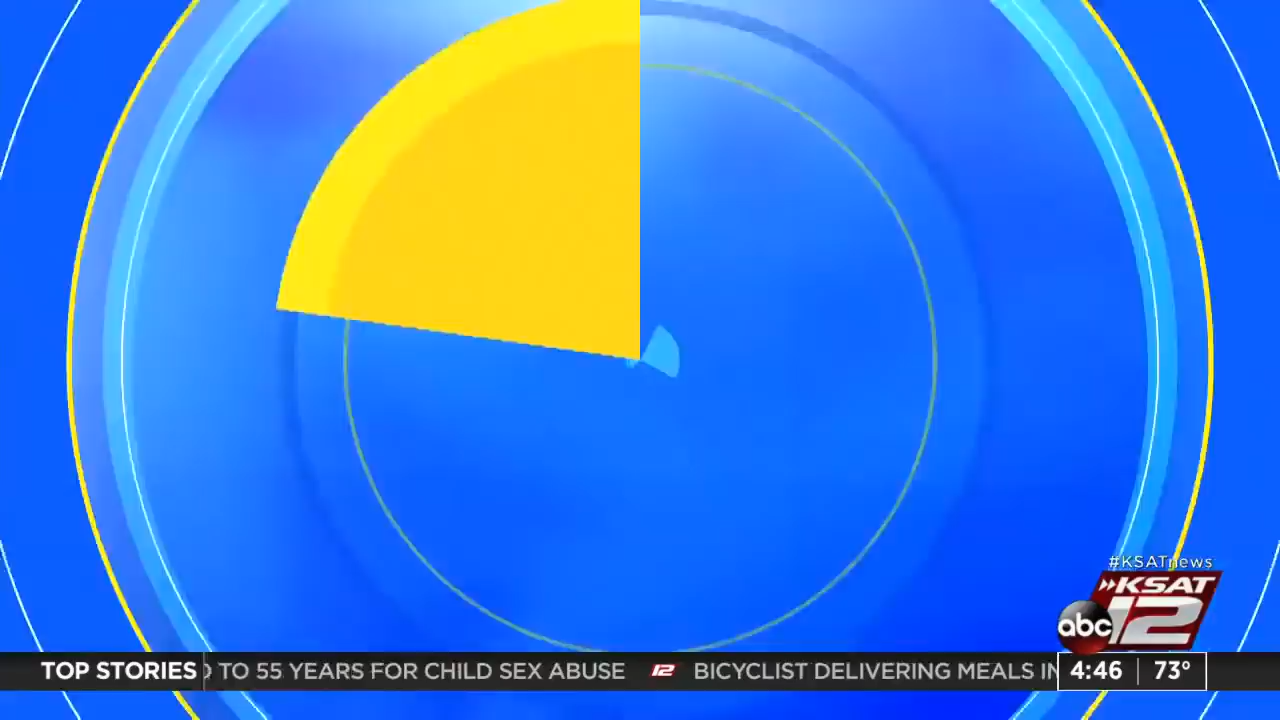 #KSATnews
KSAT
abc 12
TOP STORIES TO 55 YEARS FOR CHILD SEX ABUSE 12 BICYCLIST DELIVERING MEALS IN 4:46 73°